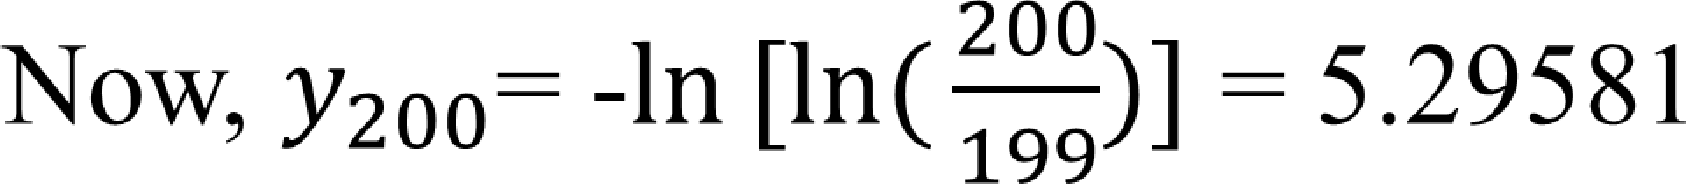 Now, y₂₀₀= -ln [ln(200/199)] = 5.29581